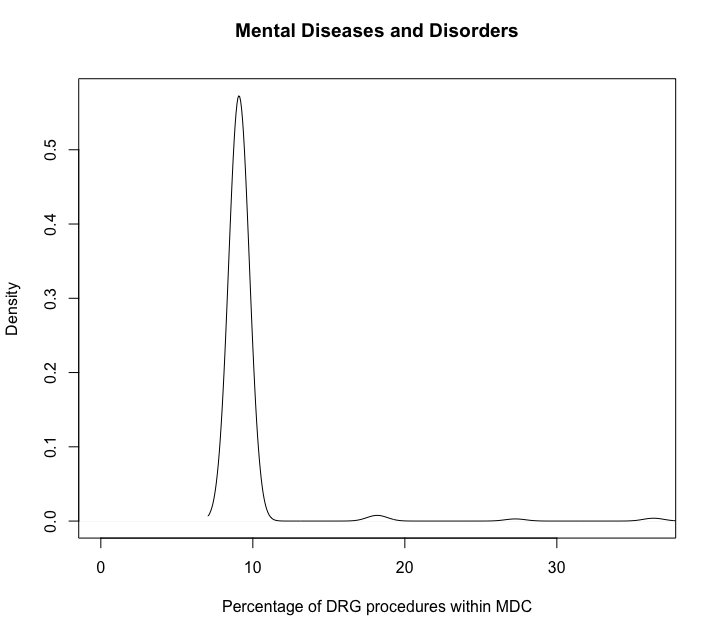 Mental Diseases and Disorders
Density
0.5
0.4
0.3
0.2
0.1
0.0
0 10 20 30
Percentage of DRG procedures within MDC